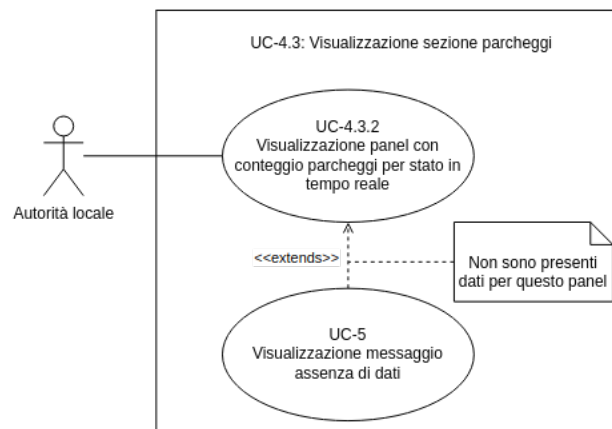 UC-4.3: Visualizzazione sezione parcheggi
UC-4.3.2
Visualizzazione panel con
conteggio parcheggi per stato in
tempo reale
Autorità locale
<<extends>>
Non sono presenti
dati per questo panel
UC-5
Visualizzazione messaggio
assenza di dati